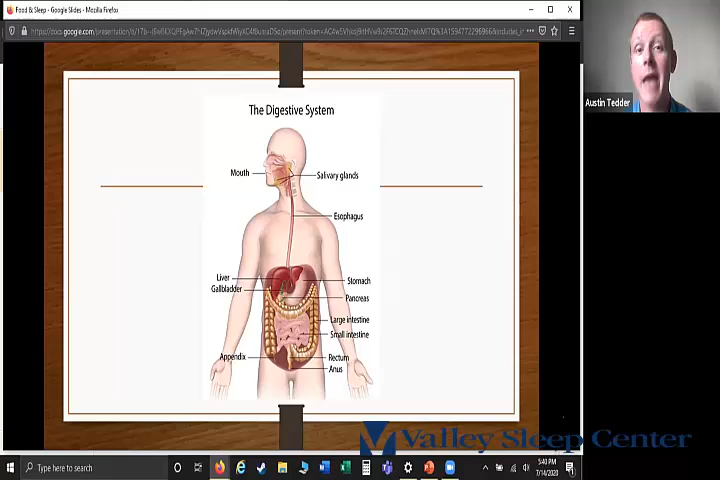 Food & Sleep - Google Slides - Mozilla Firefox
Austin Tedder
The Digestive System
Mouth
Salivary glands
Esophagus
Liver
Gallbladder
Stomach
Pancreas
Large intestine
Small intestine
Appendix
Rectum
Anus
Valley Sleep Center
Type here to search
5:40 PM
7/14/2020